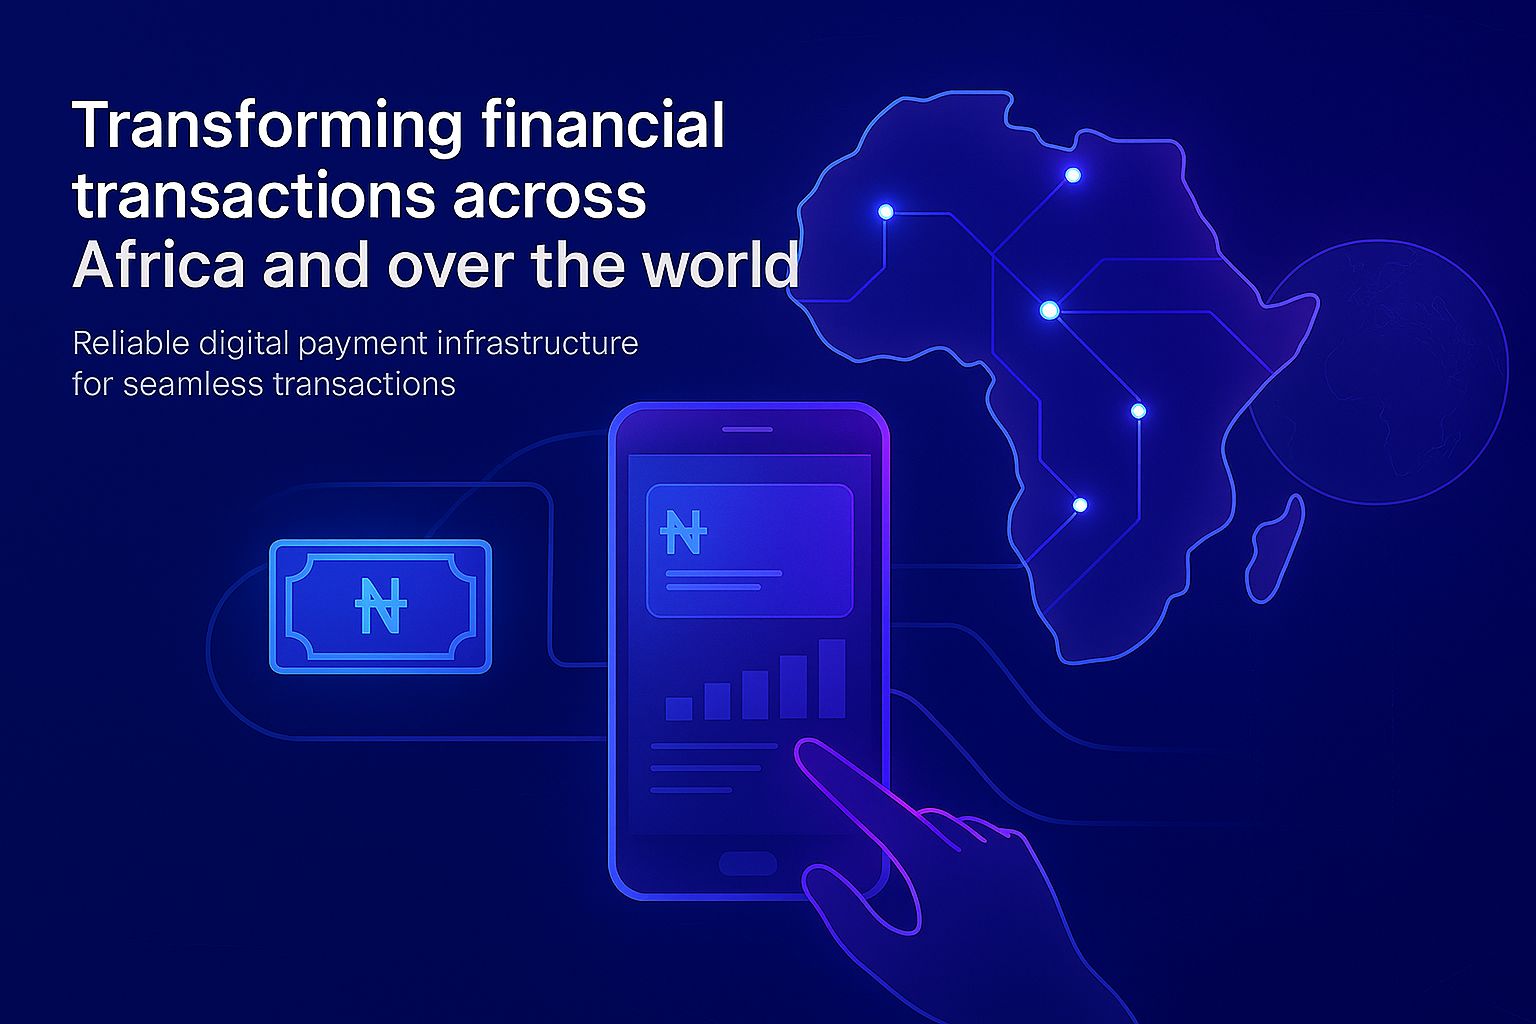 Transforming financial
transactions across
Africa and over the world
Reliable digital payment infrastructure
for seamless transactions
₦
₦